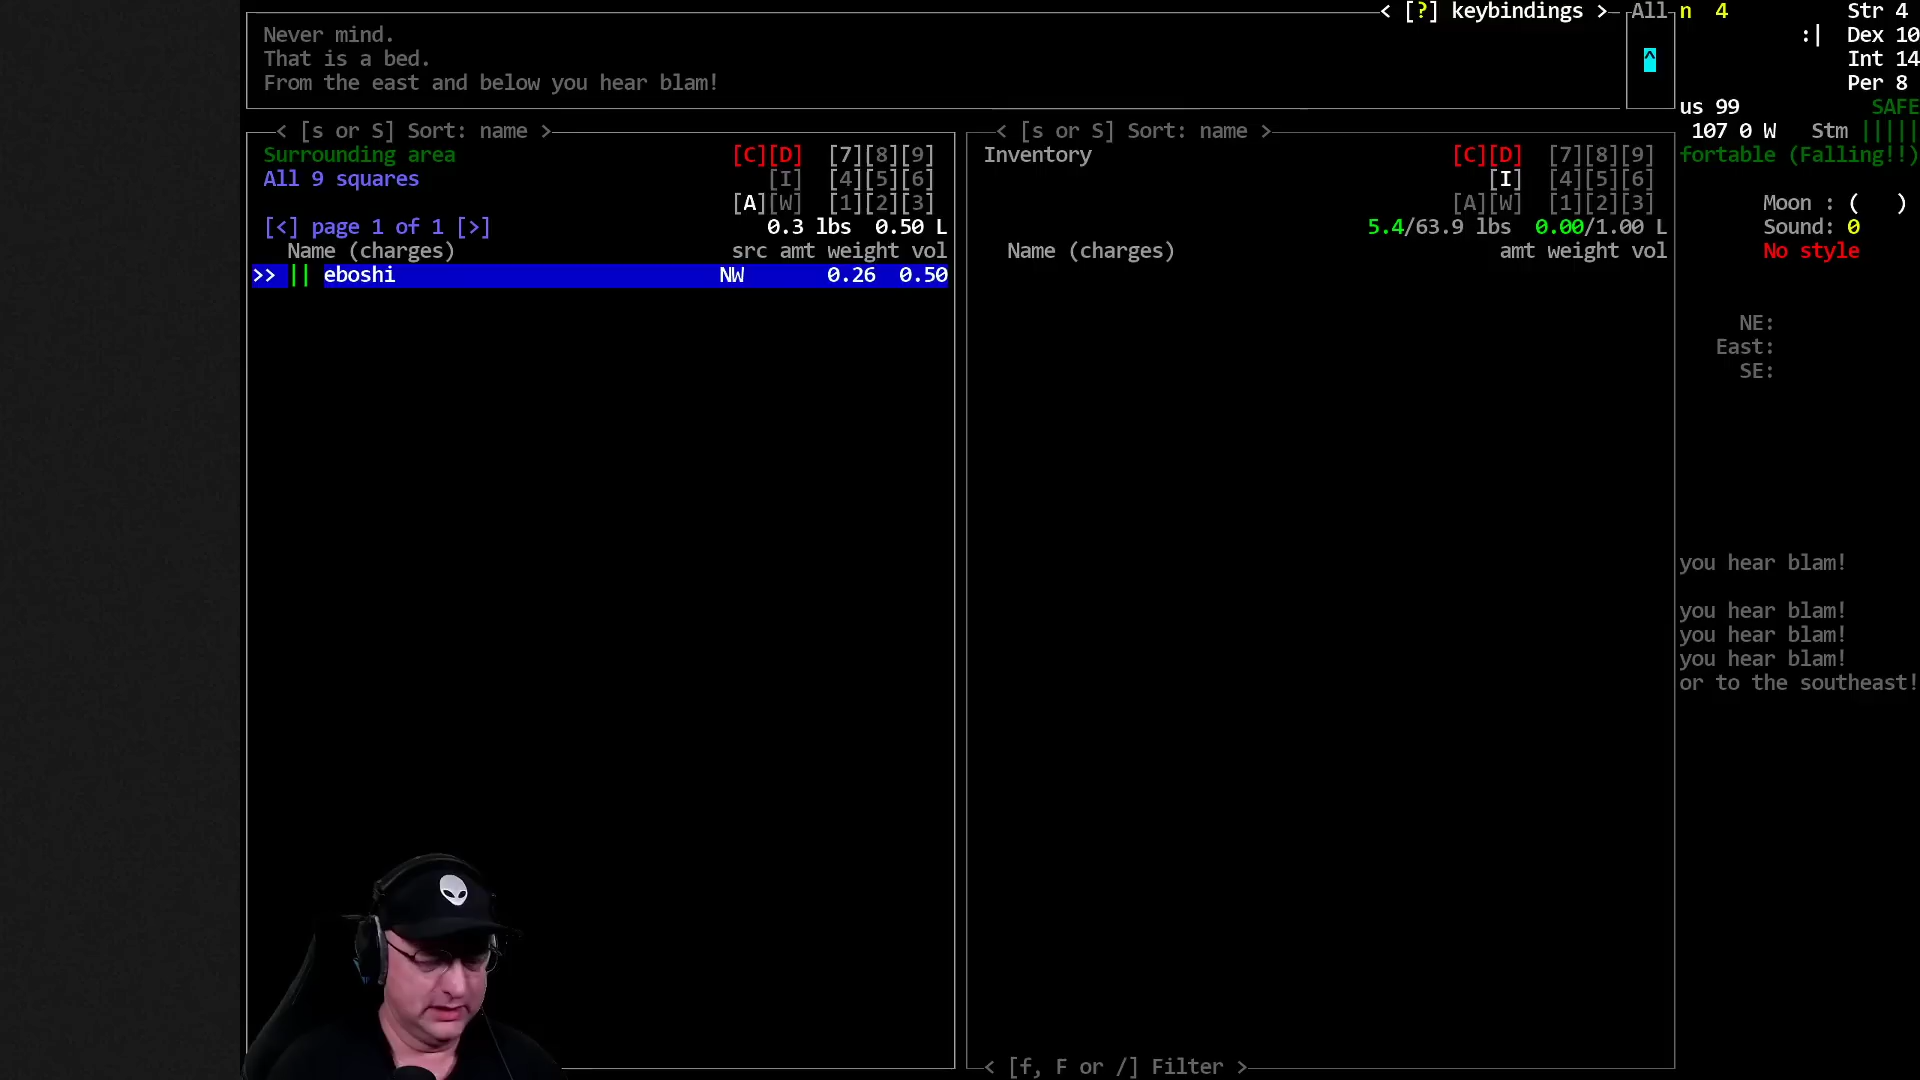 < [?] keybindings >
All
n 4
Str 4
Never mind.
:|
Dex 10
That is a bed.
^
Int 14
From the east and below you hear blam!
Per 8
us 99
SAFE
< [s or S] Sort: name >
< [s or S] Sort: name >
107 0 W
Stm |||||
Surrounding area
[C][D] [7][8][9]
Inventory
[C][D] [7][8][9]
fortable (Falling!!)
All 9 squares
[I] [4][5][6]
[I] [4][5][6]
[A][W] [1][2][3]
[A][W] [1][2][3]
Moon : ( )
[<] page 1 of 1 [>]
0.3 lbs 0.50 L
5.4/63.9 lbs 0.00/1.00 L
Sound: 0
Name (charges)
src amt weight vol
Name (charges)
amt weight vol
No style
>> || eboshi NW 0.26 0.50
NE:
East:
SE:
you hear blam!
you hear blam!
you hear blam!
you hear blam!
or to the southeast!
< [f, F or /] Filter >